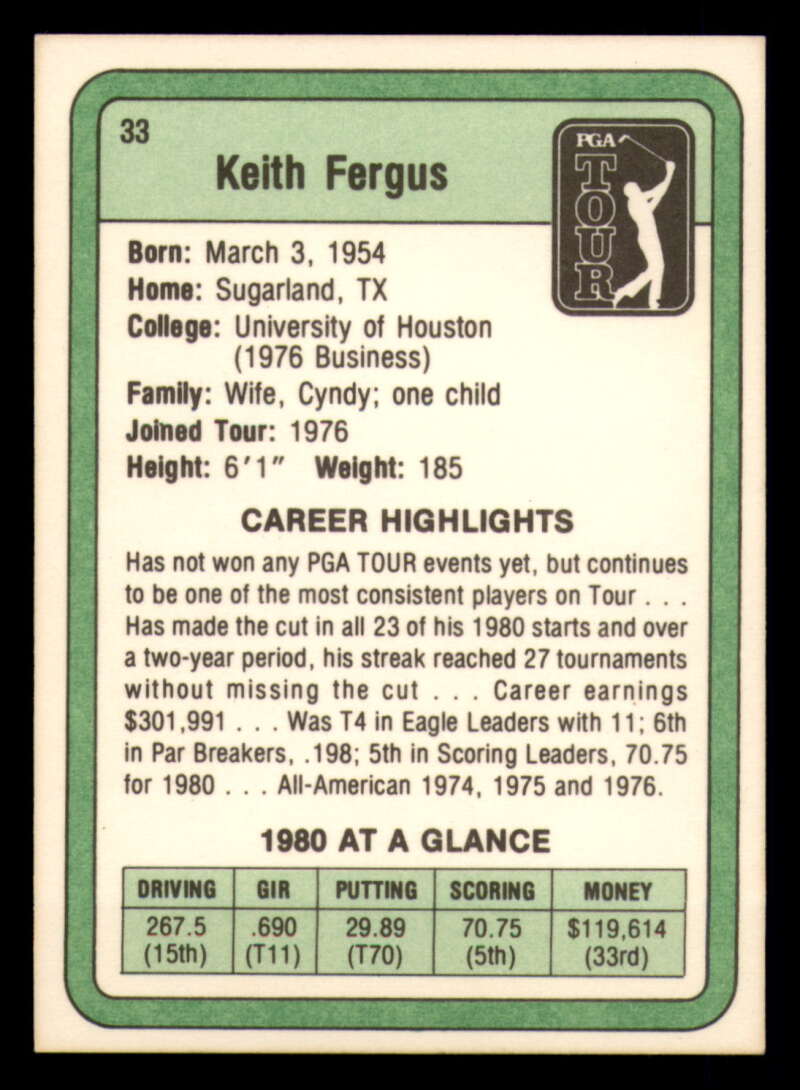 33
Keith Fergus
PGA
TOUR
Born: March 3, 1954
Home: Sugarland, TX
College: University of Houston
(1976 Business)
Family: Wife, Cyndy; one child
Joined Tour: 1976
Height: 6'1" Weight: 185
CAREER HIGHLIGHTS
Has not won any PGA TOUR events yet, but continues
to be one of the most consistent players on Tour . . .
Has made the cut in all 23 of his 1980 starts and over
a two-year period, his streak reached 27 tournaments
without missing the cut . . . Career earnings
$301,991 . . . Was T4 in Eagle Leaders with 11; 6th
in Par Breakers, .198; 5th in Scoring Leaders, 70.75
for 1980 . . . All-American 1974, 1975 and 1976.
1980 AT A GLANCE
DRIVING GIR PUTTING SCORING MONEY
267.5 .690 29.89 70.75 $119,614
(15th) (T11) (T70) (5th) (33rd)